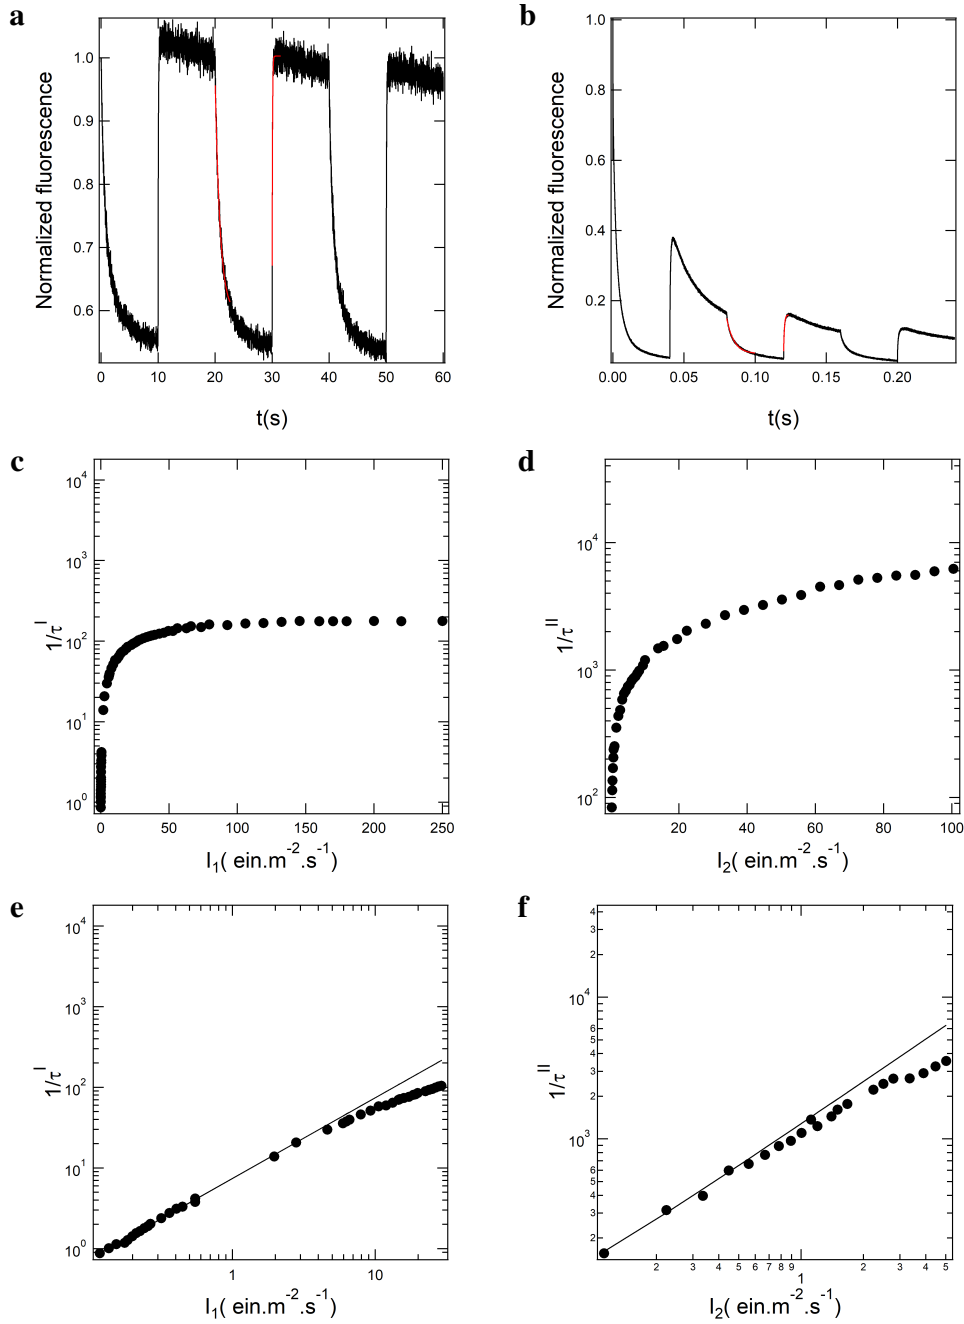 a
b
Normalized fluorescence
1.0
0.9
0.8
0.7
0.6
0 10 20 30 40 50 60
t(s)
Normalized fluorescence
1.0
0.8
0.6
0.4
0.2
0.00 0.05 0.10 0.15 0.20
t(s)
c
d
1/τ^I
10^4
10^3
10^2
10^1
10^0
0 50 100 150 200 250
I_1( ein.m^-2.s^-1)
1/τ^II
10^4
10^3
10^2
20 40 60 80 100
I_2( ein.m^-2.s^-1)
e
f
1/τ^I
10^4
10^3
10^2
10^1
10^0
1 10
I_1( ein.m^-2.s^-1)
1/τ^II
4
3
2
10^4
6
5
4
3
2
10^3
6
5
4
3
2
2 3 4 5 6 7 8 9 1 2 3 4 5
I_2( ein.m^-2.s^-1)